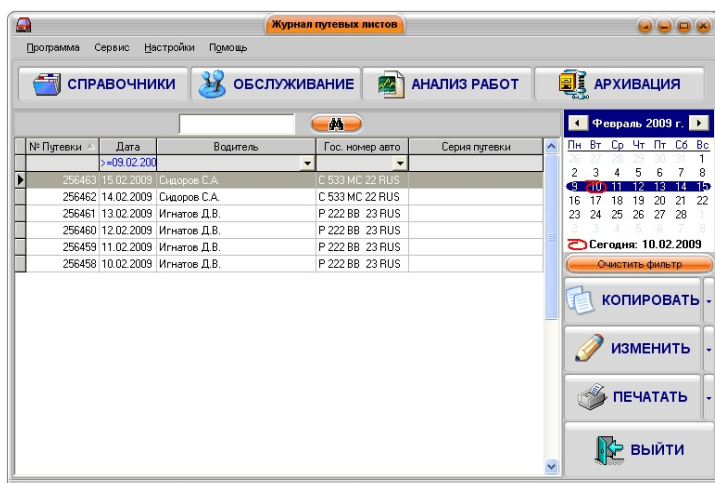 Журнал путевых листов
Программа Сервис Настройки Помощь
СПРАВОЧНИКИ ОБСЛУЖИВАНИЕ АНАЛИЗ РАБОТ АРХИВАЦИЯ
№ Путевки Дата Водитель Гос. номер авто Серия путевки
>=09.02.200
256463 15.02.2009 Сидоров С.А. С 533 МС 22 RUS
256462 14.02.2009 Сидоров С.А. С 533 МС 22 RUS
256461 13.02.2009 Игнатов Д.В. Р 222 ВВ 23 RUS
256460 12.02.2009 Игнатов Д.В. Р 222 ВВ 23 RUS
256459 11.02.2009 Игнатов Д.В. Р 222 ВВ 23 RUS
256458 10.02.2009 Игнатов Д.В. Р 222 ВВ 23 RUS
Февраль 2009 г.
Пн Вт Ср Чт Пт Сб Вс
26 27 28 29 30 31 1
2 3 4 5 6 7 8
9 10 11 12 13 14 15
16 17 18 19 20 21 22
23 24 25 26 27 28 1
2 3 4 5 6 7 8
Сегодня: 10.02.2009
Очистить фильтр
КОПИРОВАТЬ
ИЗМЕНИТЬ
ПЕЧАТАТЬ
ВЫЙТИ